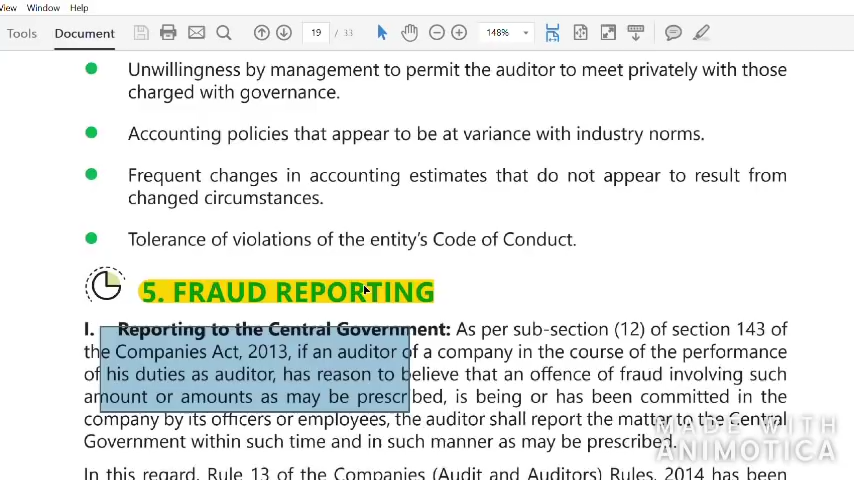 View Window Help
Tools Document 19 / 33 148%
Unwillingness by management to permit the auditor to meet privately with those
charged with governance.
Accounting policies that appear to be at variance with industry norms.
Frequent changes in accounting estimates that do not appear to result from
changed circumstances.
Tolerance of violations of the entity's Code of Conduct.
5. FRAUD REPORTING
I. Reporting to the Central Government: As per sub-section (12) of section 143 of
the Companies Act, 2013, if an auditor of a company in the course of the performance
of his duties as auditor, has reason to believe that an offence of fraud involving such
amount or amounts as may be prescribed, is being or has been committed in the
company by its officers or employees, the auditor shall report the matter to the Central
Government within such time and in such manner as may be prescribed.
MADE WITH
ANIMOTICA
In this regard, Rule 13 of the Companies (Audit and Auditors) Rules, 2014 has been